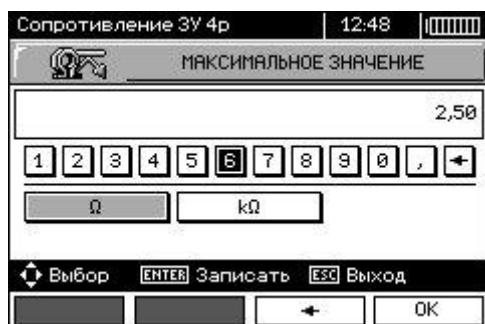 Сопротивление ЗУ 4р 12:48
МАКСИМАЛЬНОЕ ЗНАЧЕНИЕ
2,50
1 2 3 4 5 6 7 8 9 0 , ←
Ω kΩ
Выбор ENTER Записать ESC Выход
← OK